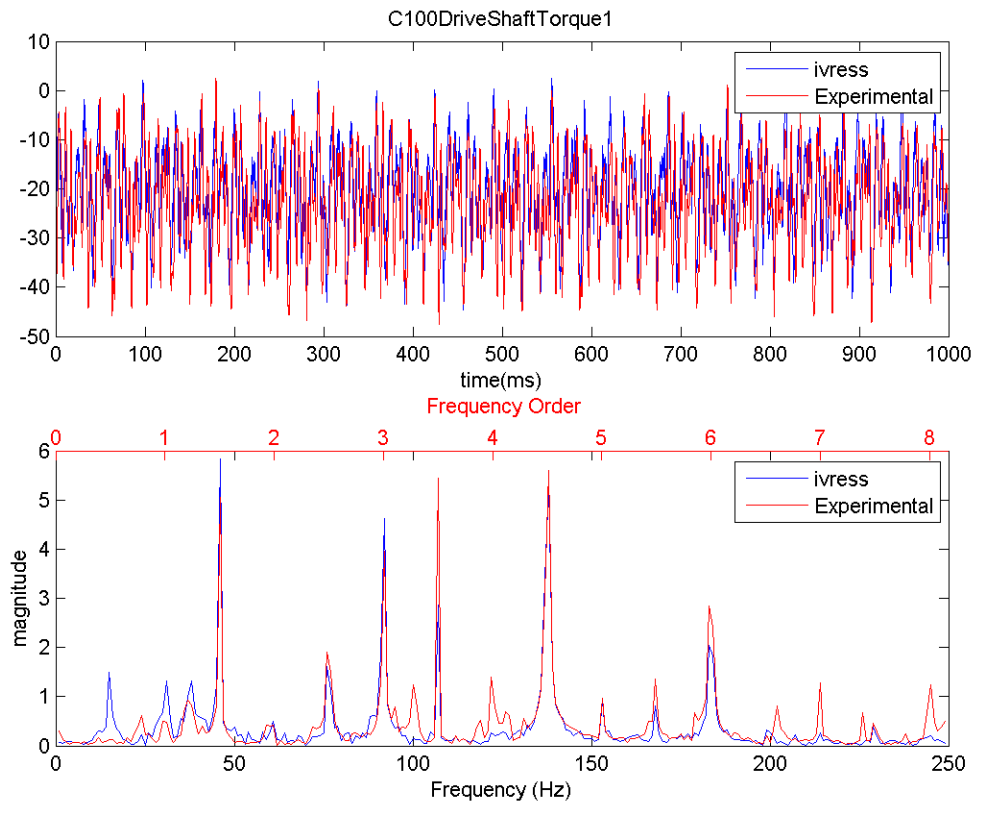 C100DriveShaftTorque1
10
0
-10
-20
-30
-40
-50
ivress
Experimental
0 100 200 300 400 500 600 700 800 900 1000
time(ms)
Frequency Order
0 1 2 3 4 5 6 7 8
6
5
4
3
2
1
0
magnitude
ivress
Experimental
0 50 100 150 200 250
Frequency (Hz)